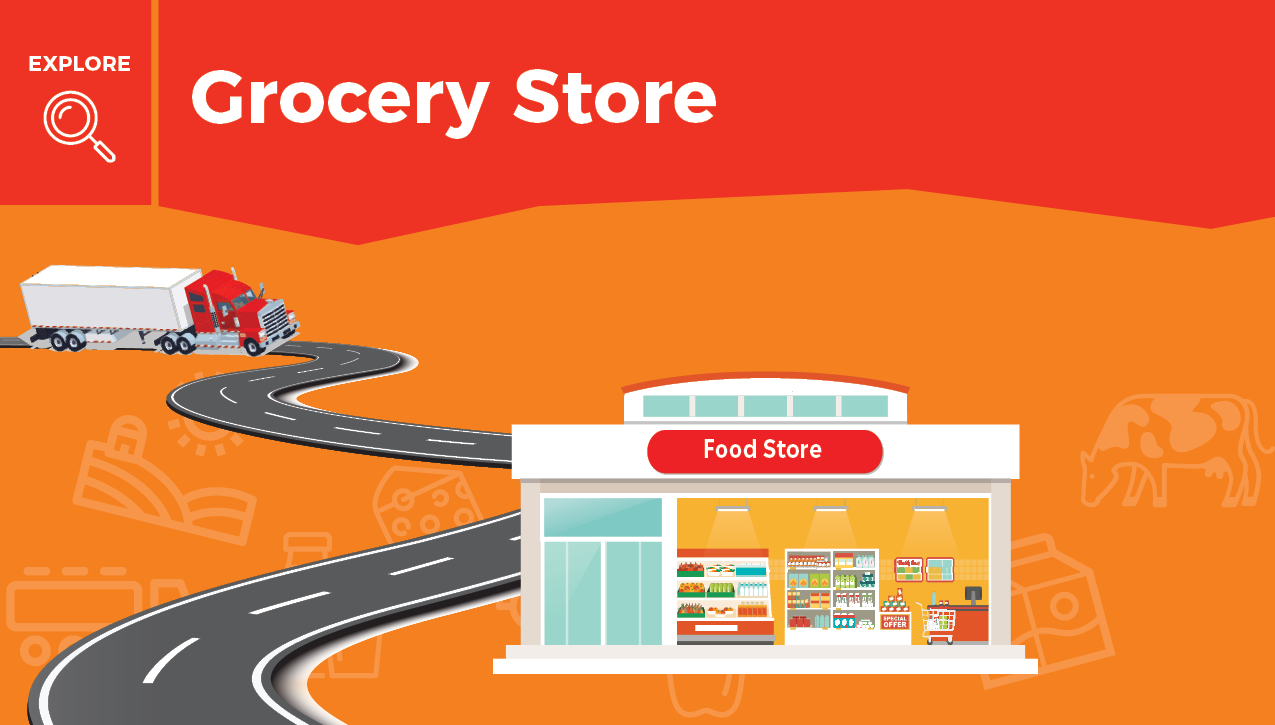 EXPLORE
Grocery Store
Food Store
SPECIAL
OFFER